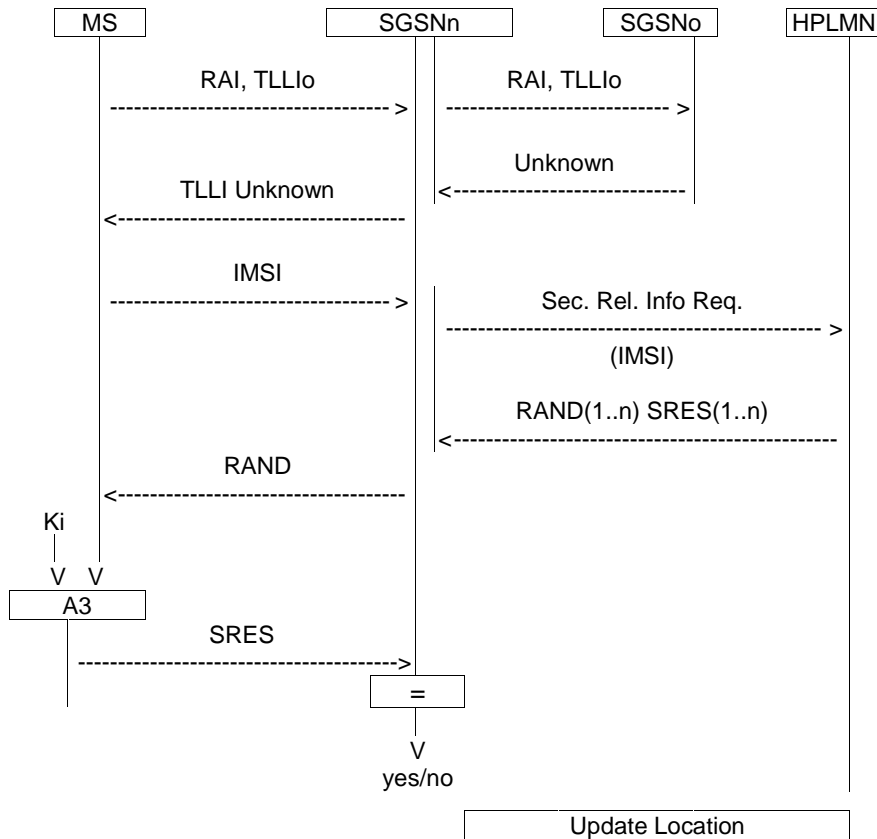 MS SGSNn SGSNo HPLMN
RAI, TLLIo RAI, TLLIo
Unknown
TLLI Unknown
IMSI
Sec. Rel. Info Req.
(IMSI)
RAND(1..n) SRES(1..n)
RAND
Ki
V V
A3
SRES
=
V
yes/no
Update Location